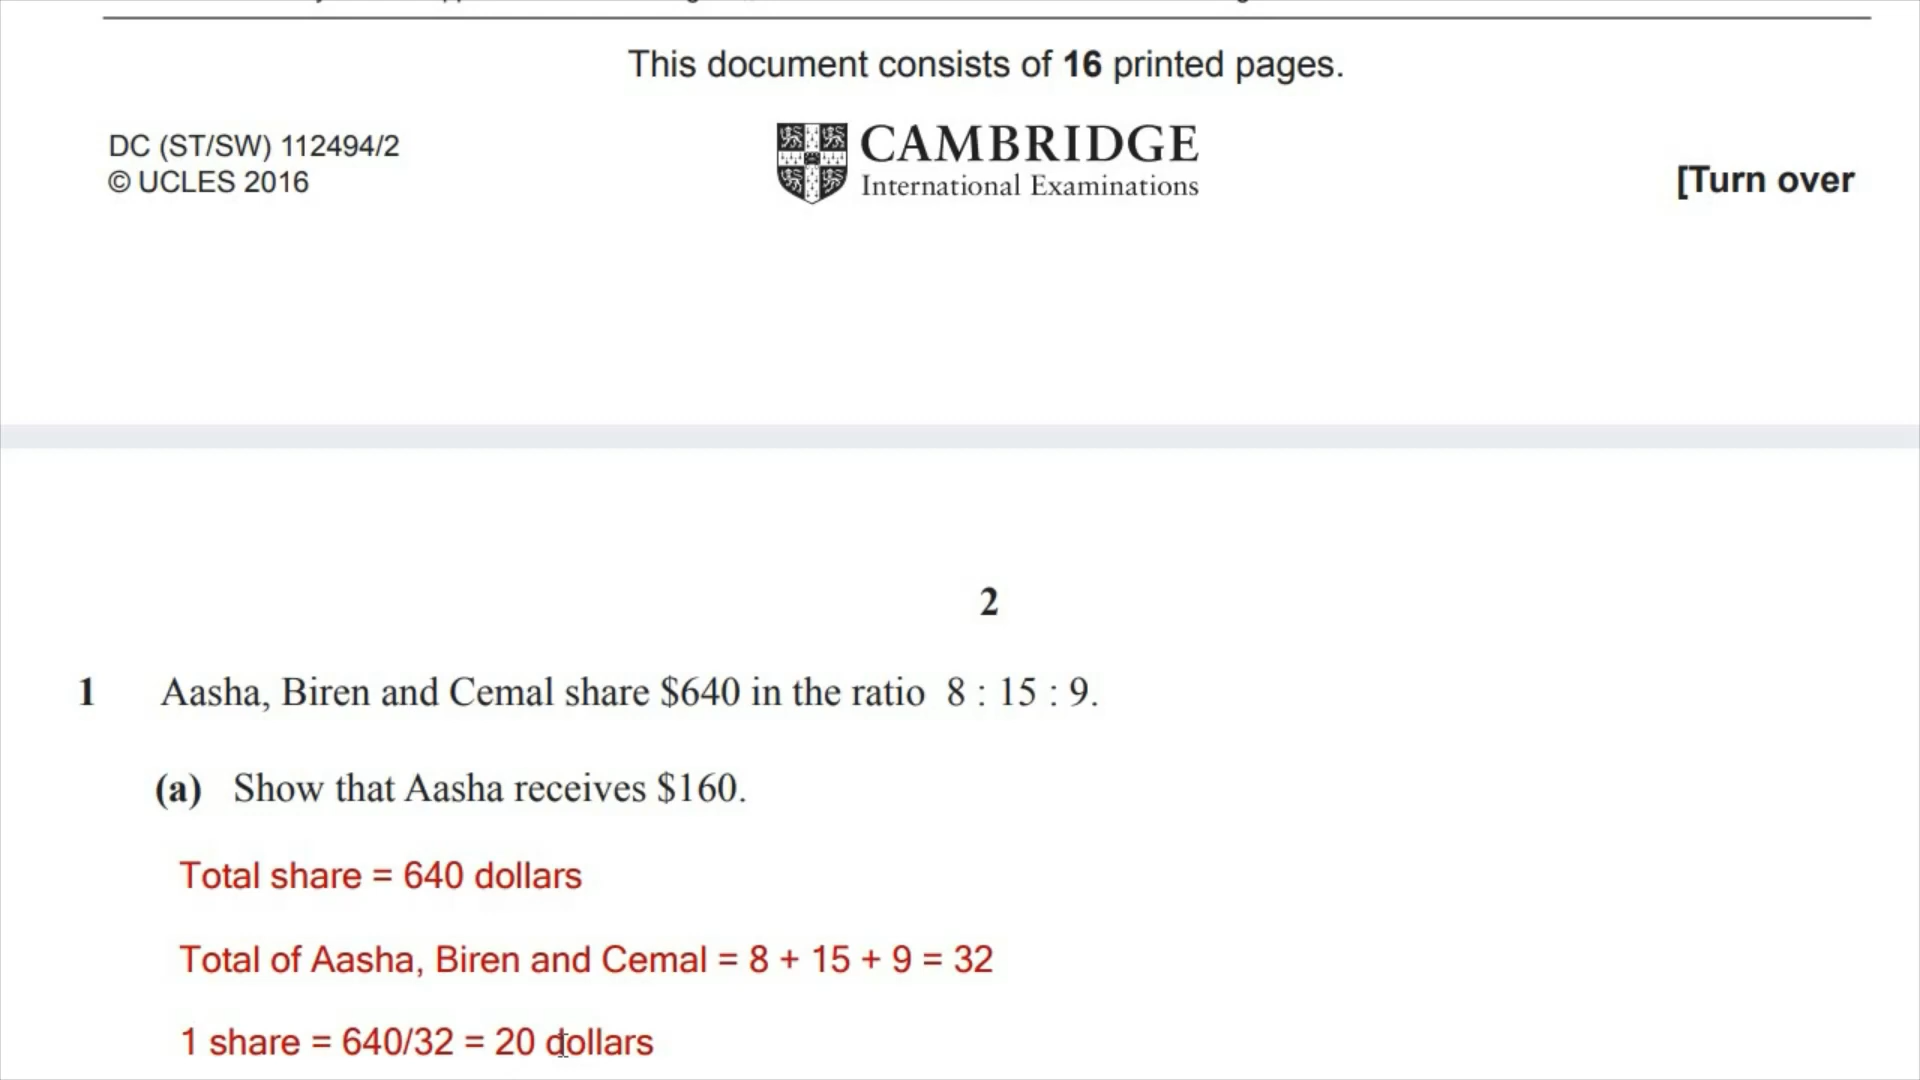 This document consists of 16 printed pages.
DC (ST/SW) 112494/2
© UCLES 2016
CAMBRIDGE
International Examinations
[Turn over
2
1 Aasha, Biren and Cemal share $640 in the ratio 8 : 15 : 9.
(a) Show that Aasha receives $160.
Total share = 640 dollars
Total of Aasha, Biren and Cemal = 8 + 15 + 9 = 32
1 share = 640/32 = 20 dollars